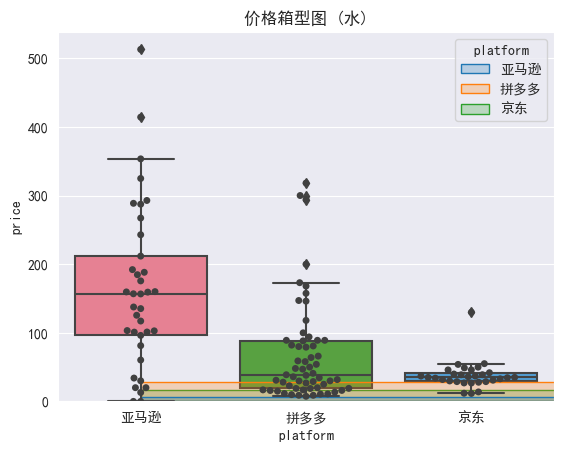 价格箱型图 (水)
platform
亚马逊
拼多多
京东
price
500
400
300
200
100
0
亚马逊 拼多多 京东
platform